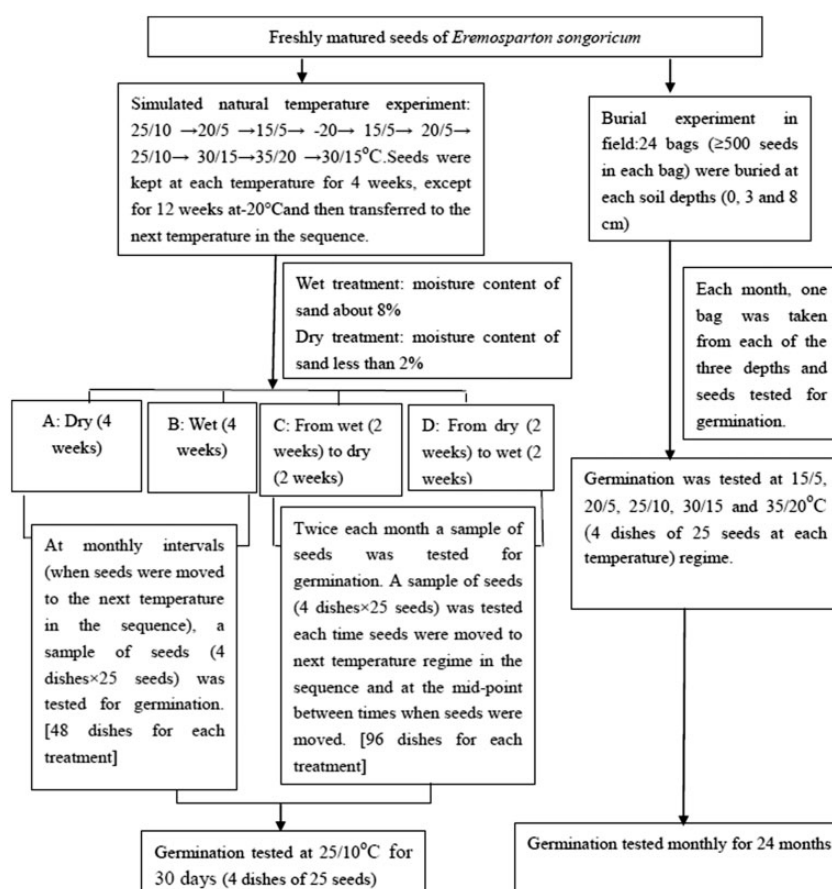 Freshly matured seeds of Eremosparton songoricum
Simulated natural temperature experiment:
25/10 →20/5 →15/5→ -20→ 15/5→ 20/5→
25/10→ 30/15→35/20 →30/15°C.Seeds were
kept at each temperature for 4 weeks, except
for 12 weeks at-20°Cand then transferred to the
next temperature in the sequence.
Burial experiment in
field:24 bags (≥500 seeds
in each bag) were buried at
each soil depths (0, 3 and 8
cm)
Wet treatment: moisture content of
sand about 8%
Dry treatment: moisture content of
sand less than 2%
Each month, one
bag was taken
from each of the
three depths and
seeds tested for
germination.
A: Dry (4
weeks)
B: Wet (4
weeks)
C: From wet (2
weeks) to dry
(2 weeks)
D: From dry (2
weeks) to wet (2
weeks)
Germination was tested at 15/5,
20/5, 25/10, 30/15 and 35/20°C
(4 dishes of 25 seeds at each
temperature) regime.
At monthly intervals
(when seeds were moved
to the next temperature
in the sequence), a
sample of seeds (4
dishes×25 seeds) was
tested for germination.
[48 dishes for each
treatment]
Twice each month a sample of
seeds was tested for
germination. A sample of seeds
(4 dishes×25 seeds) was tested
each time seeds were moved to
next temperature regime in the
sequence and at the mid-point
between times when seeds were
moved. [96 dishes for each
treatment]
Germination tested at 25/10°C for
30 days (4 dishes of 25 seeds)
Germination tested monthly for 24 months